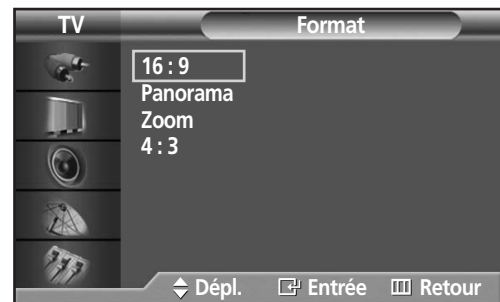 TV Format
16 : 9
Panorama
Zoom
4 : 3
Dépl. Entrée Retour